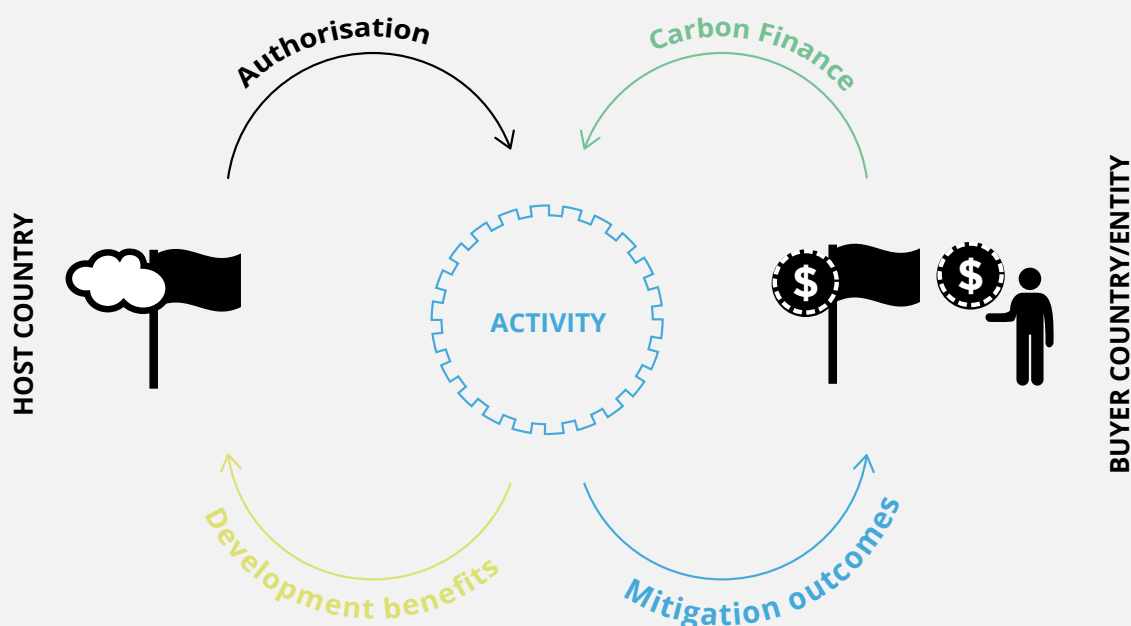 Authorisation
Carbon Finance
HOST COUNTRY
$
ACTIVITY
$
BUYER COUNTRY/ENTITY
Development benefits
Mitigation outcomes